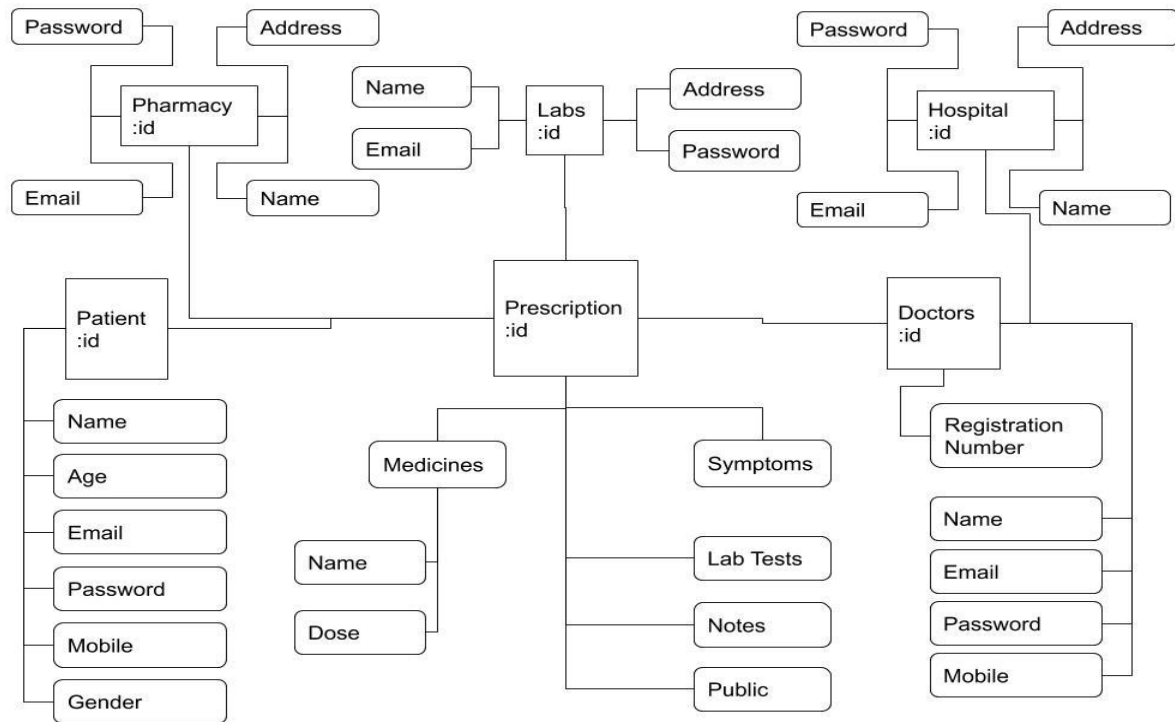 Password
Address
Pharmacy
:id
Email
Name
Name
Email
Labs
:id
Address
Password
Password
Address
Hospital
:id
Email
Name
Patient
:id
Name
Age
Email
Password
Mobile
Gender
Prescription
:id
Medicines
Name
Dose
Symptoms
Lab Tests
Notes
Public
Doctors
:id
Registration
Number
Name
Email
Password
Mobile